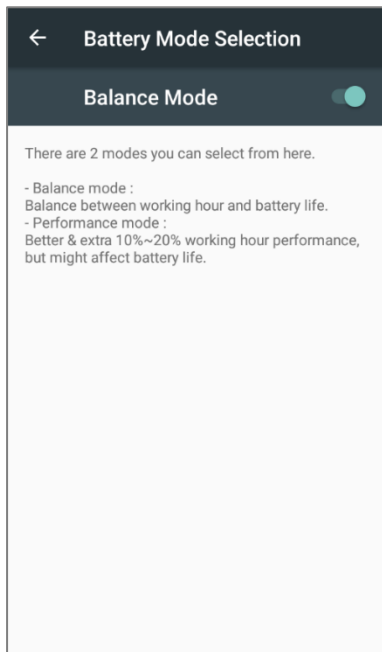 Battery Mode Selection
Balance Mode
There are 2 modes you can select from here.
- Balance mode :
Balance between working hour and battery life.
- Performance mode :
Better & extra 10%~20% working hour performance,
but might affect battery life.